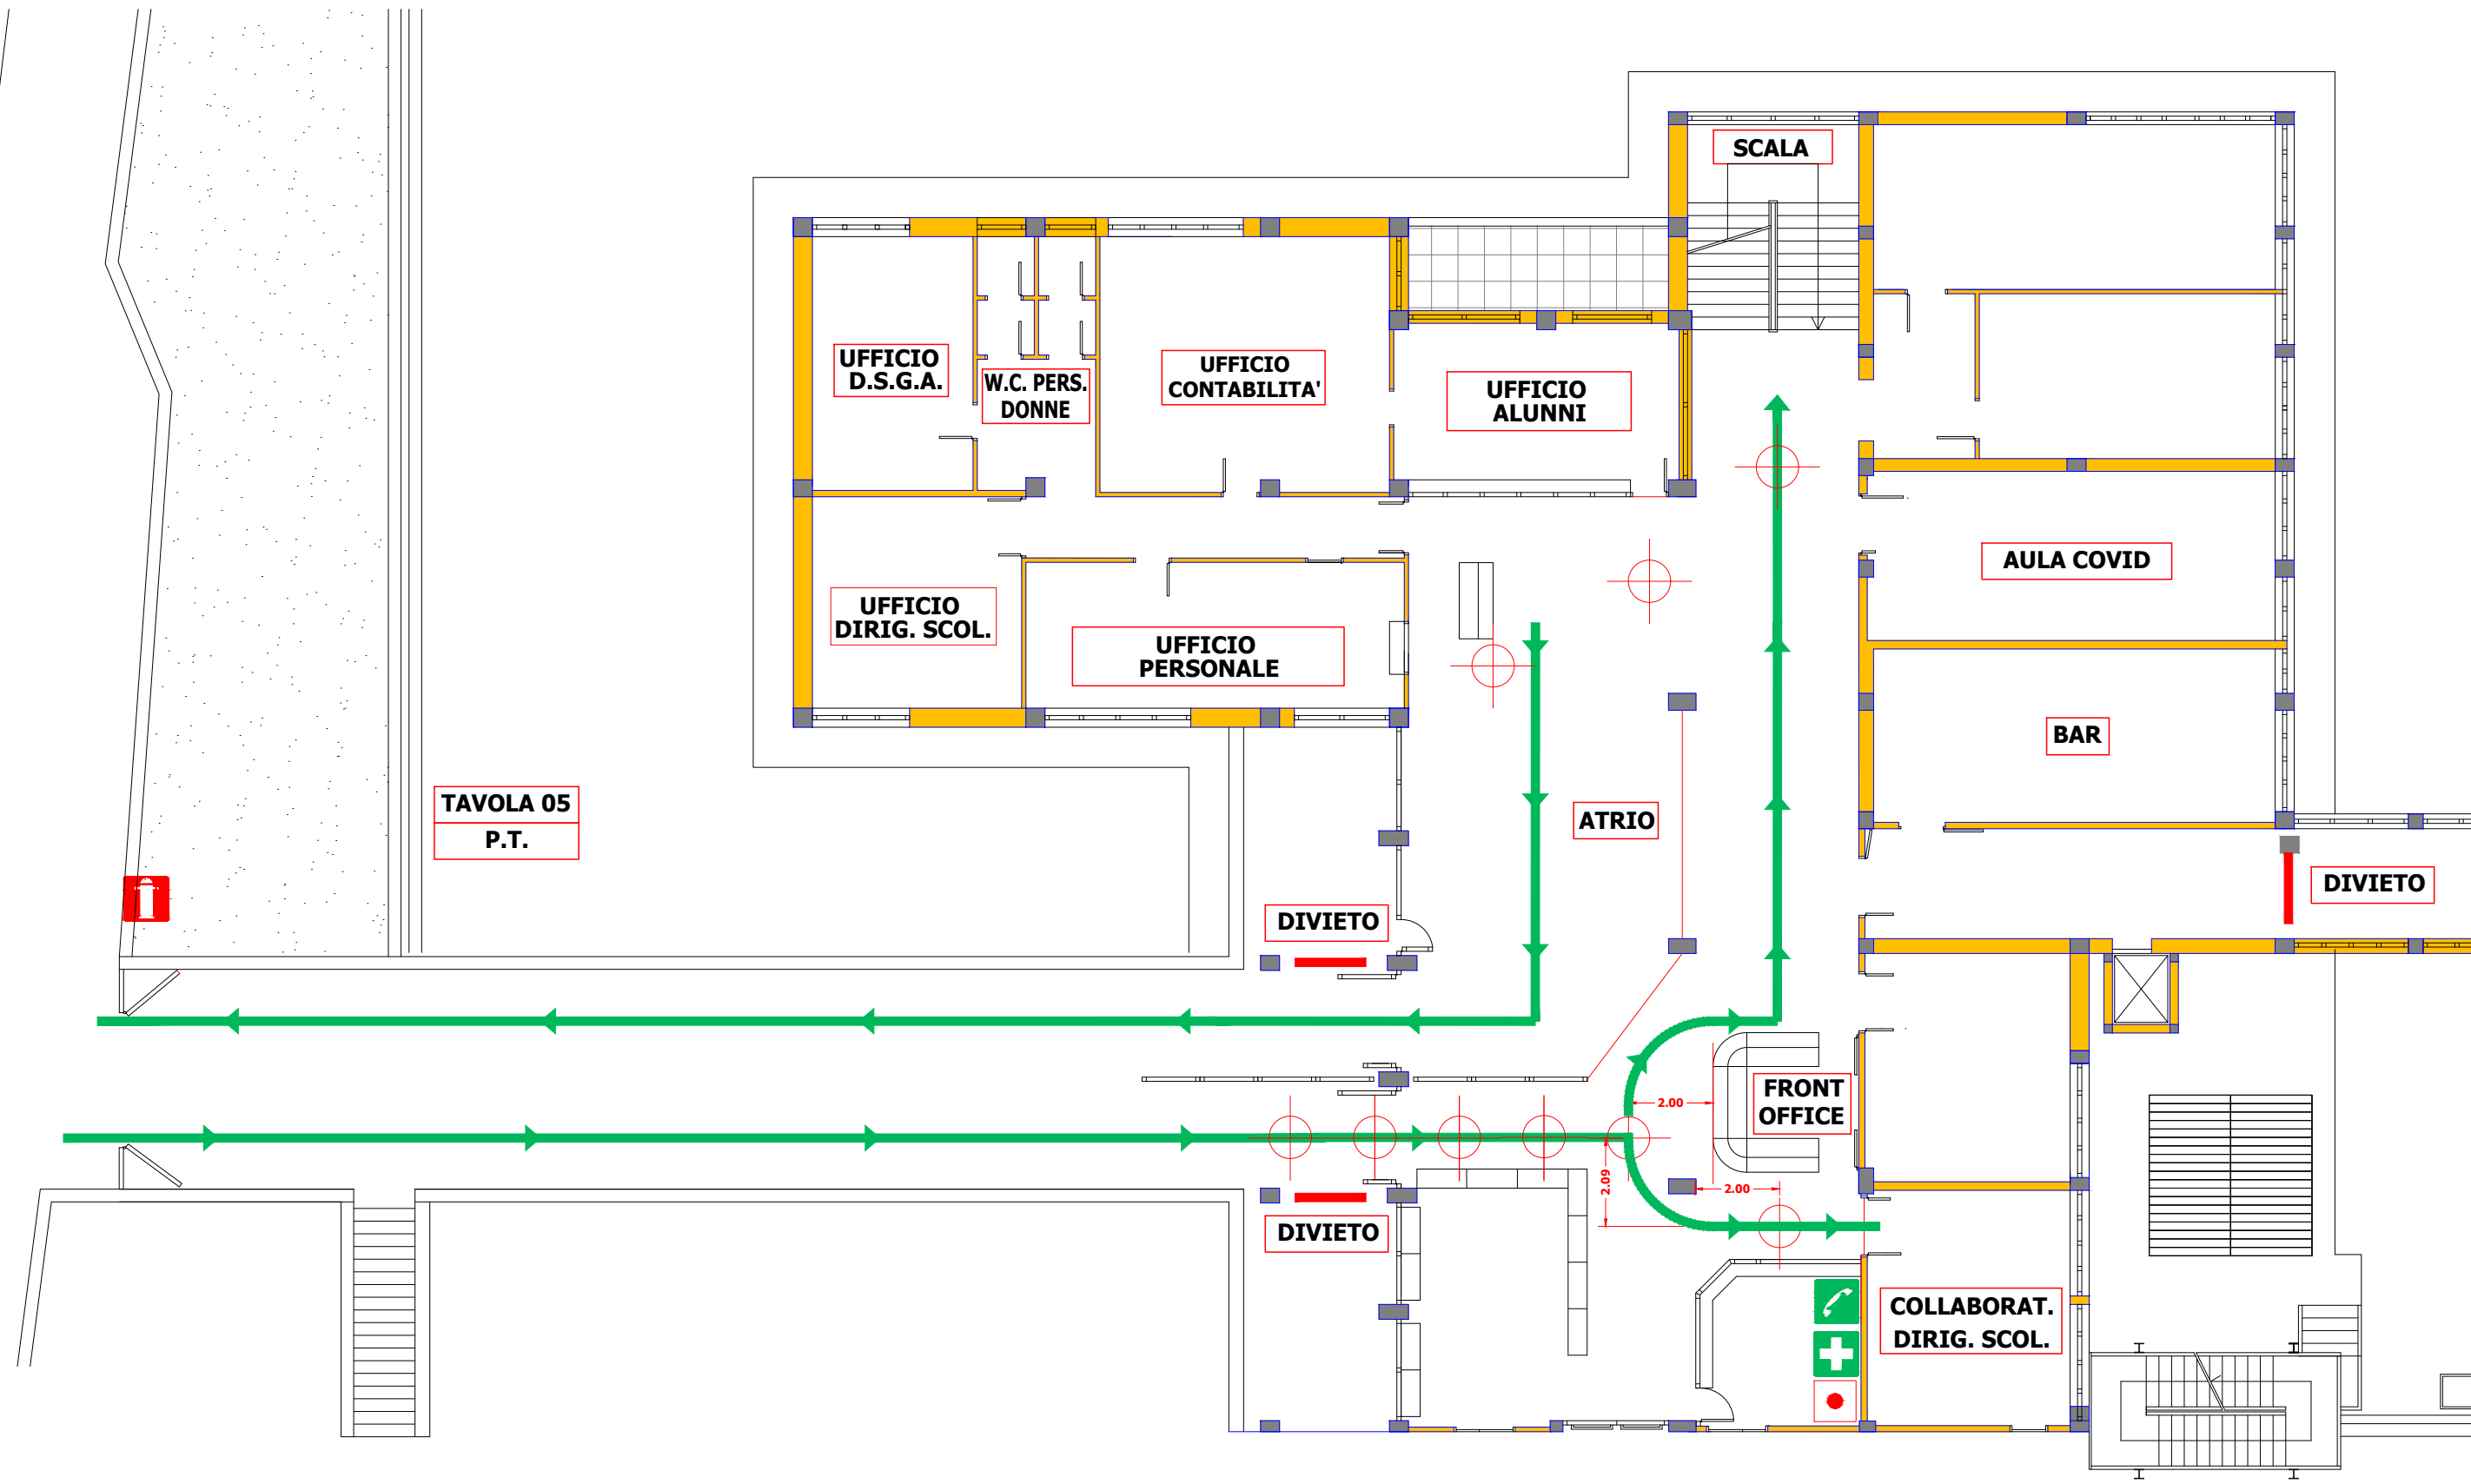 SCALA
UFFICIO
D.S.G.A.
W.C. PERS.
DONNE
UFFICIO
CONTABILITA'
UFFICIO
ALUNNI
AULA COVID
UFFICIO
DIRIG. SCOL.
UFFICIO
PERSONALE
BAR
TAVOLA 05
P.T.
ATRIO
DIVIETO
DIVIETO
FRONT
OFFICE
2.00
2.09
2.00
DIVIETO
COLLABORAT.
DIRIG. SCOL.